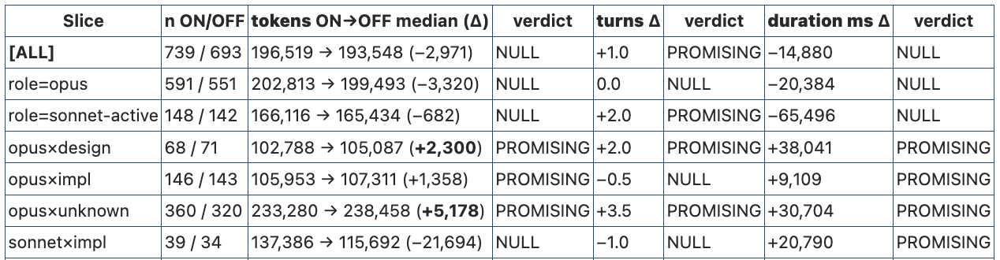 Slice n ON/OFF tokens ON→OFF median (Δ) verdict turns Δ verdict duration ms Δ verdict
[ALL] 739 / 693 196,519 → 193,548 (−2,971) NULL +1.0 PROMISING −14,880 NULL
role=opus 591 / 551 202,813 → 199,493 (−3,320) NULL 0.0 NULL −20,384 NULL
role=sonnet-active 148 / 142 166,116 → 165,434 (−682) NULL +2.0 PROMISING −65,496 NULL
opus×design 68 / 71 102,788 → 105,087 (+2,300) PROMISING +2.0 PROMISING +38,041 PROMISING
opus×impl 146 / 143 105,953 → 107,311 (+1,358) PROMISING −0.5 NULL +9,109 PROMISING
opus×unknown 360 / 320 233,280 → 238,458 (+5,178) PROMISING +3.5 PROMISING +30,704 PROMISING
sonnet×impl 39 / 34 137,386 → 115,692 (−21,694) NULL −1.0 NULL +20,790 PROMISING